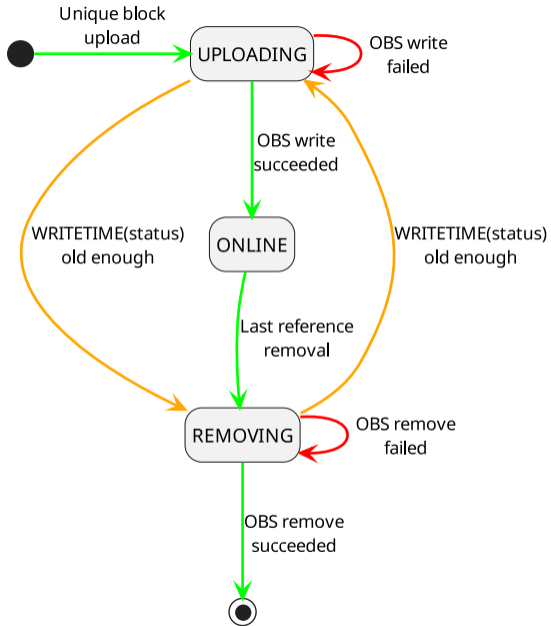 Unique block
upload
UPLOADING
OBS write
failed
OBS write
succeeded
WRITETIME(status)
old enough
ONLINE
WRITETIME(status)
old enough
Last reference
removal
REMOVING
OBS remove
failed
OBS remove
succeeded